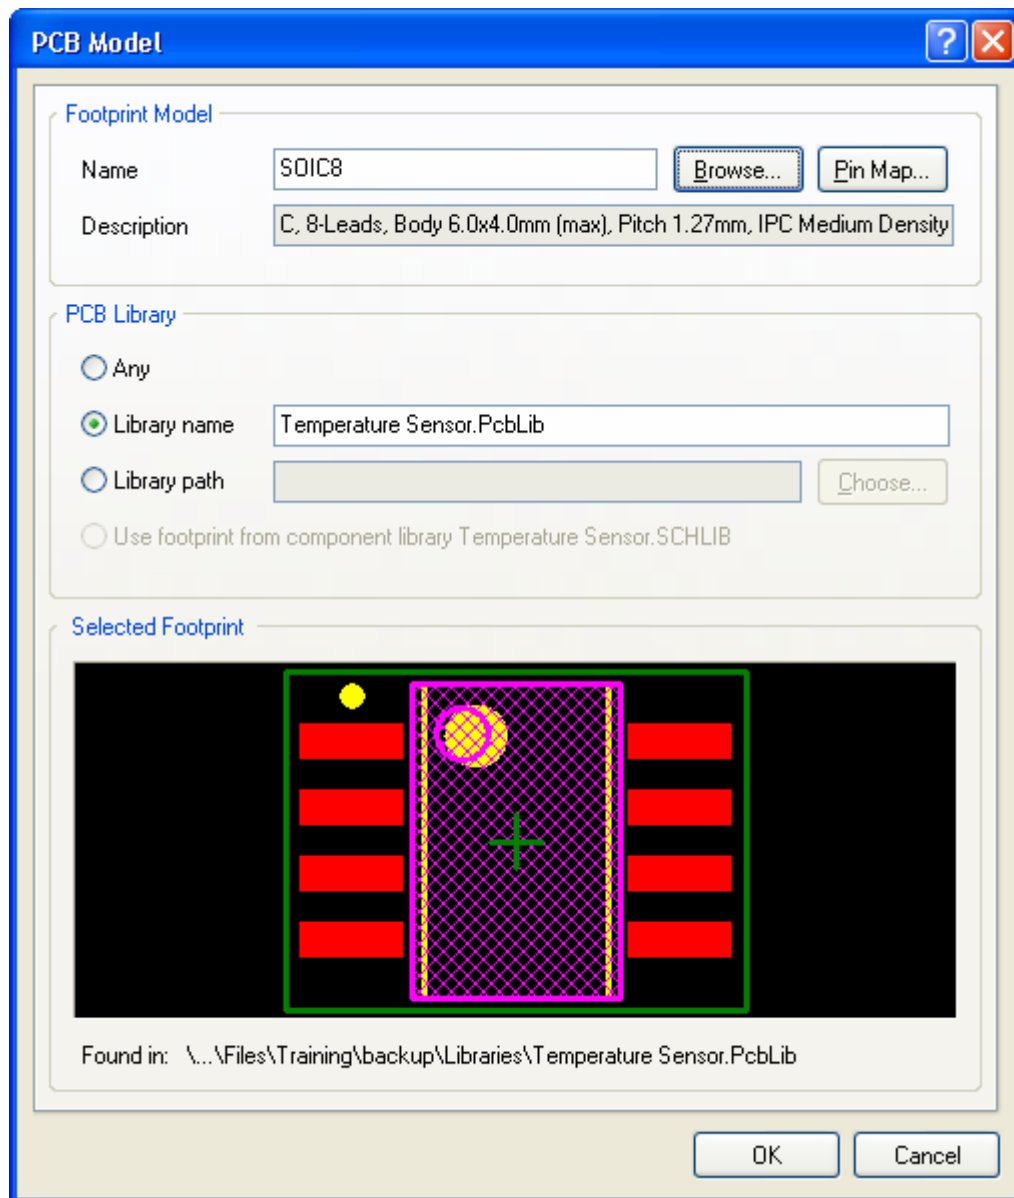 PCB Model
Footprint Model
Name SOIC8 Browse... Pin Map...
Description C, 8-Leads, Body 6.0x4.0mm (max), Pitch 1.27mm, IPC Medium Density
PCB Library
Any
Library name Temperature Sensor.PcbLib
Library path Choose...
Use footprint from component library Temperature Sensor.SCHLIB
Selected Footprint
Found in: \...\Files\Training\backup\Libraries\Temperature Sensor.PcbLib
OK Cancel